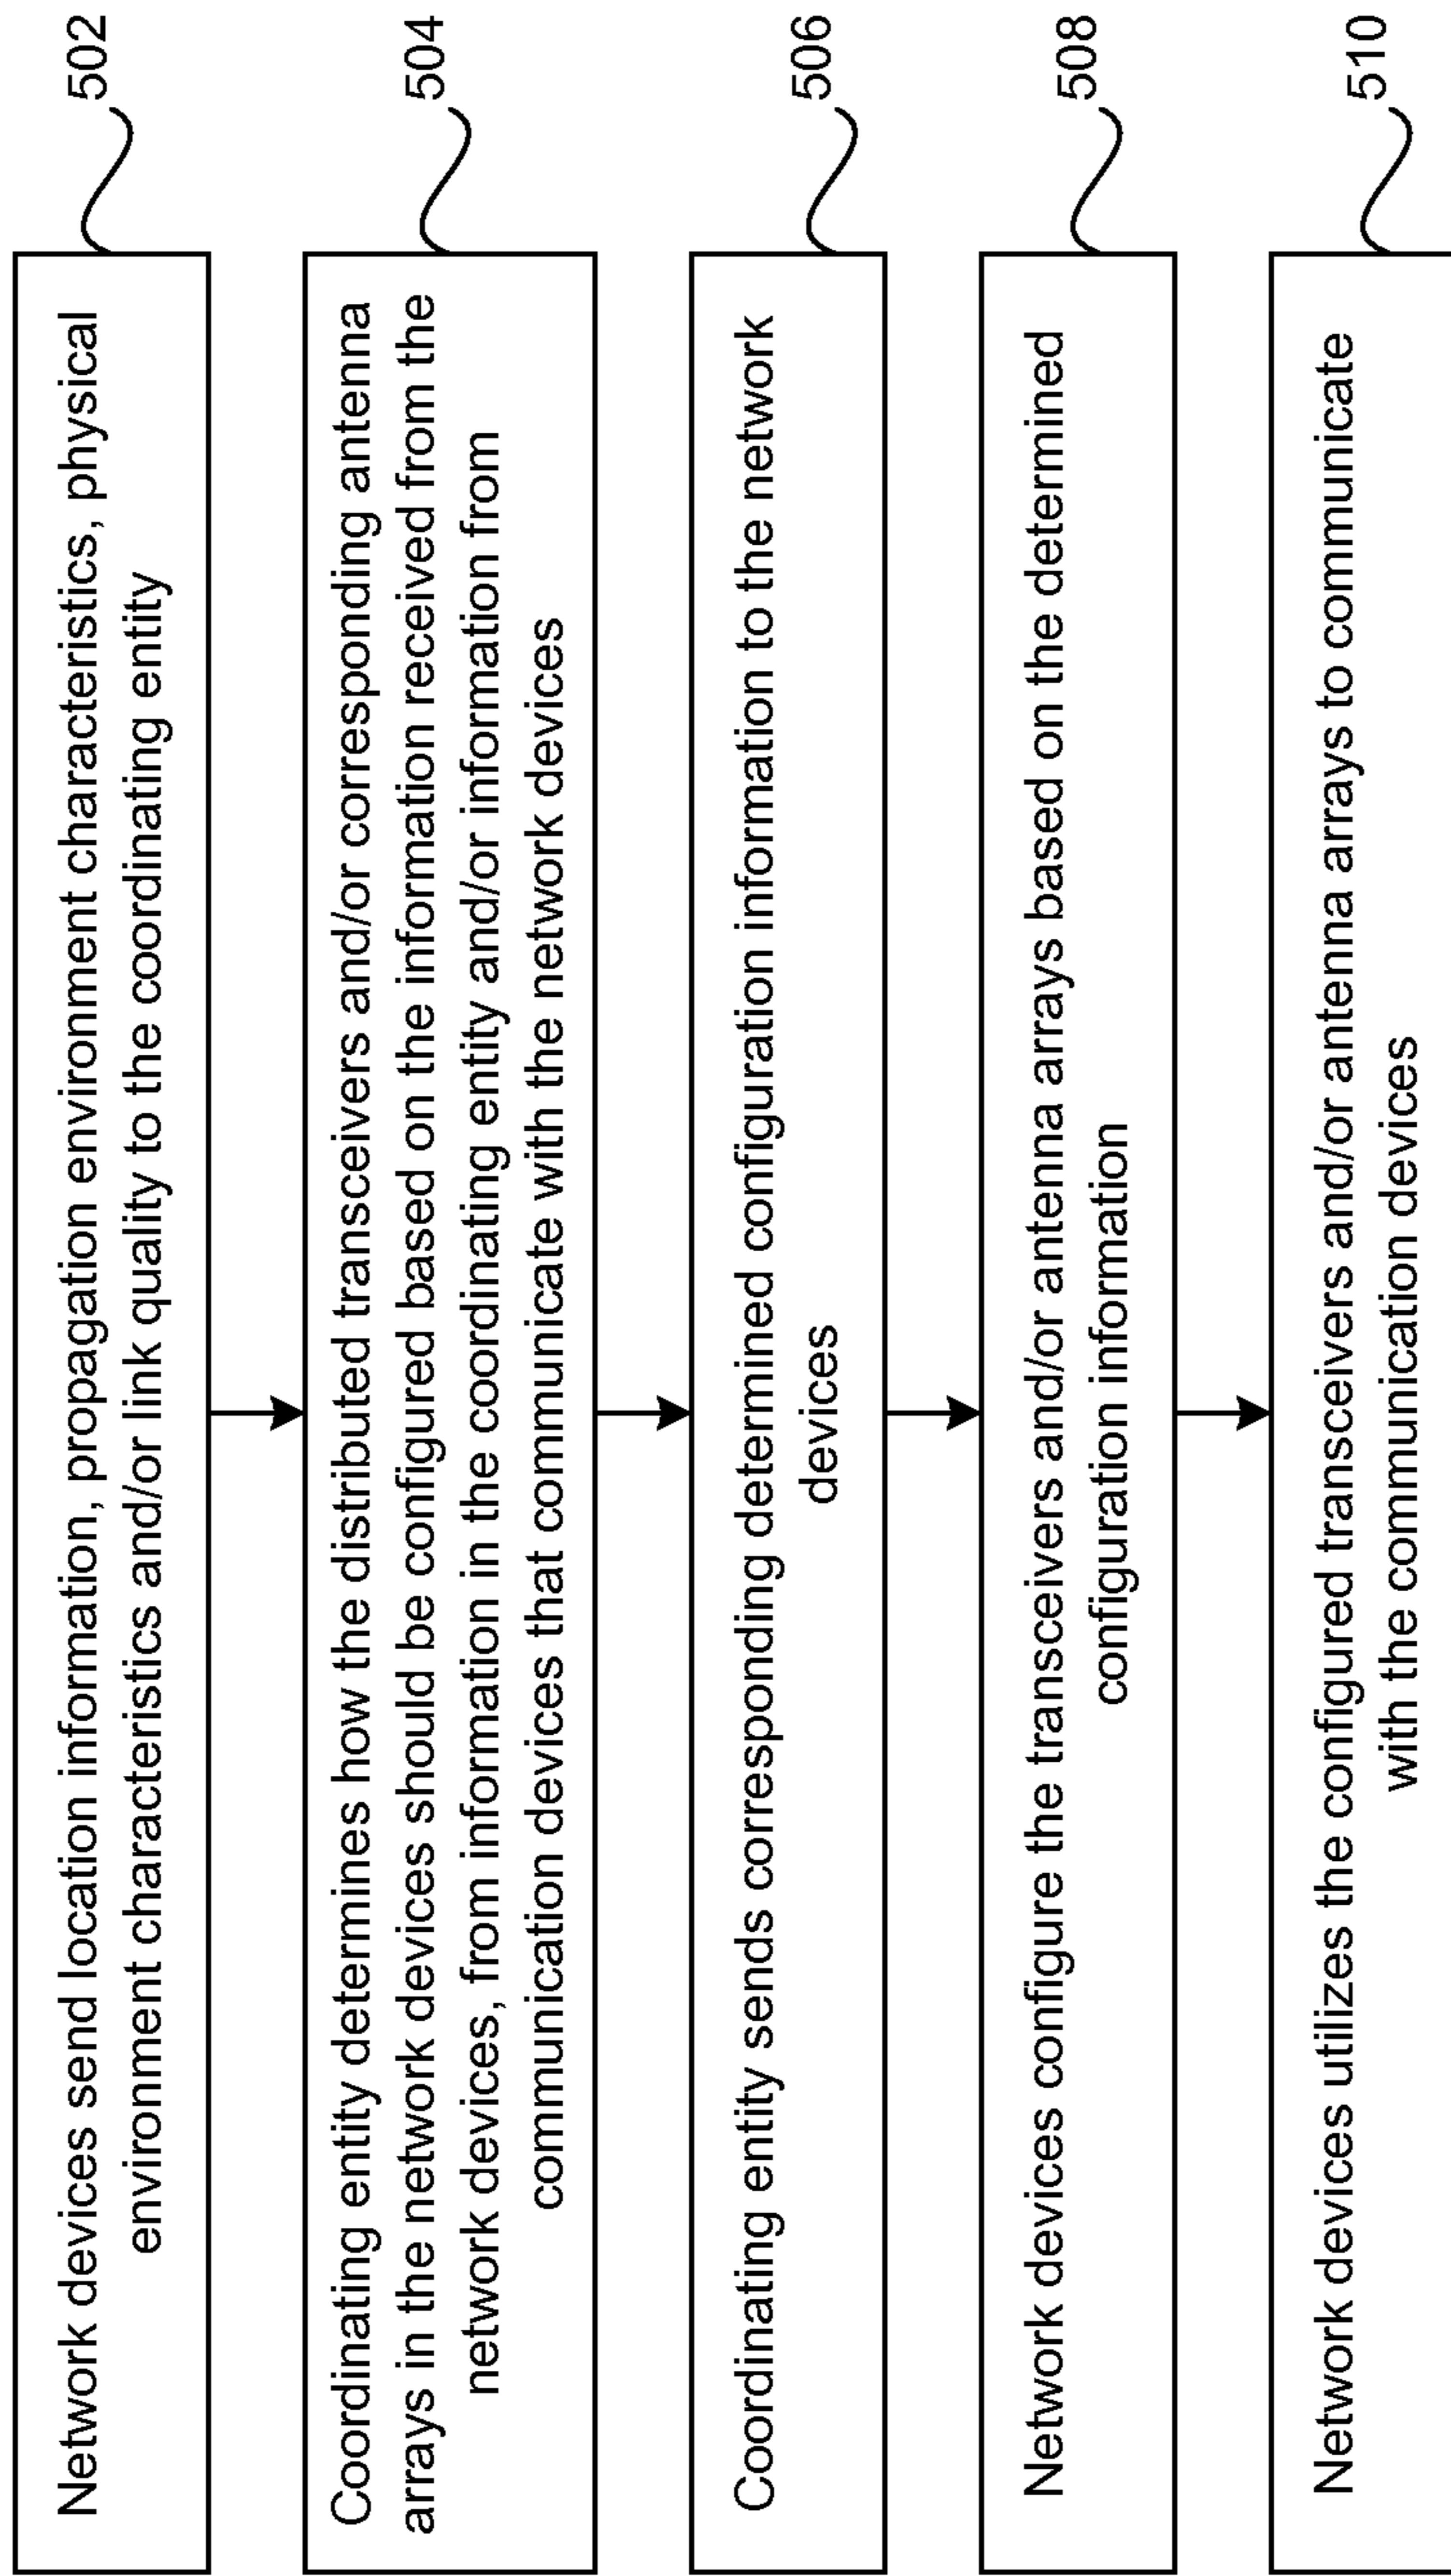 Network devices send location information, propagation environment characteristics, physical
environment characteristics and/or link quality to the coordinating entity
502
Coordinating entity determines how the distributed transceivers and/or corresponding antenna
arrays in the network devices should be configured based on the information received from the
network devices, from information in the coordinating entity and/or information from
communication devices that communicate with the network devices
504
Coordinating entity sends corresponding determined configuration information to the network
devices
506
Network devices configure the transceivers and/or antenna arrays based on the determined
configuration information
508
Network devices utilizes the configured transceivers and/or antenna arrays to communicate
with the communication devices
510